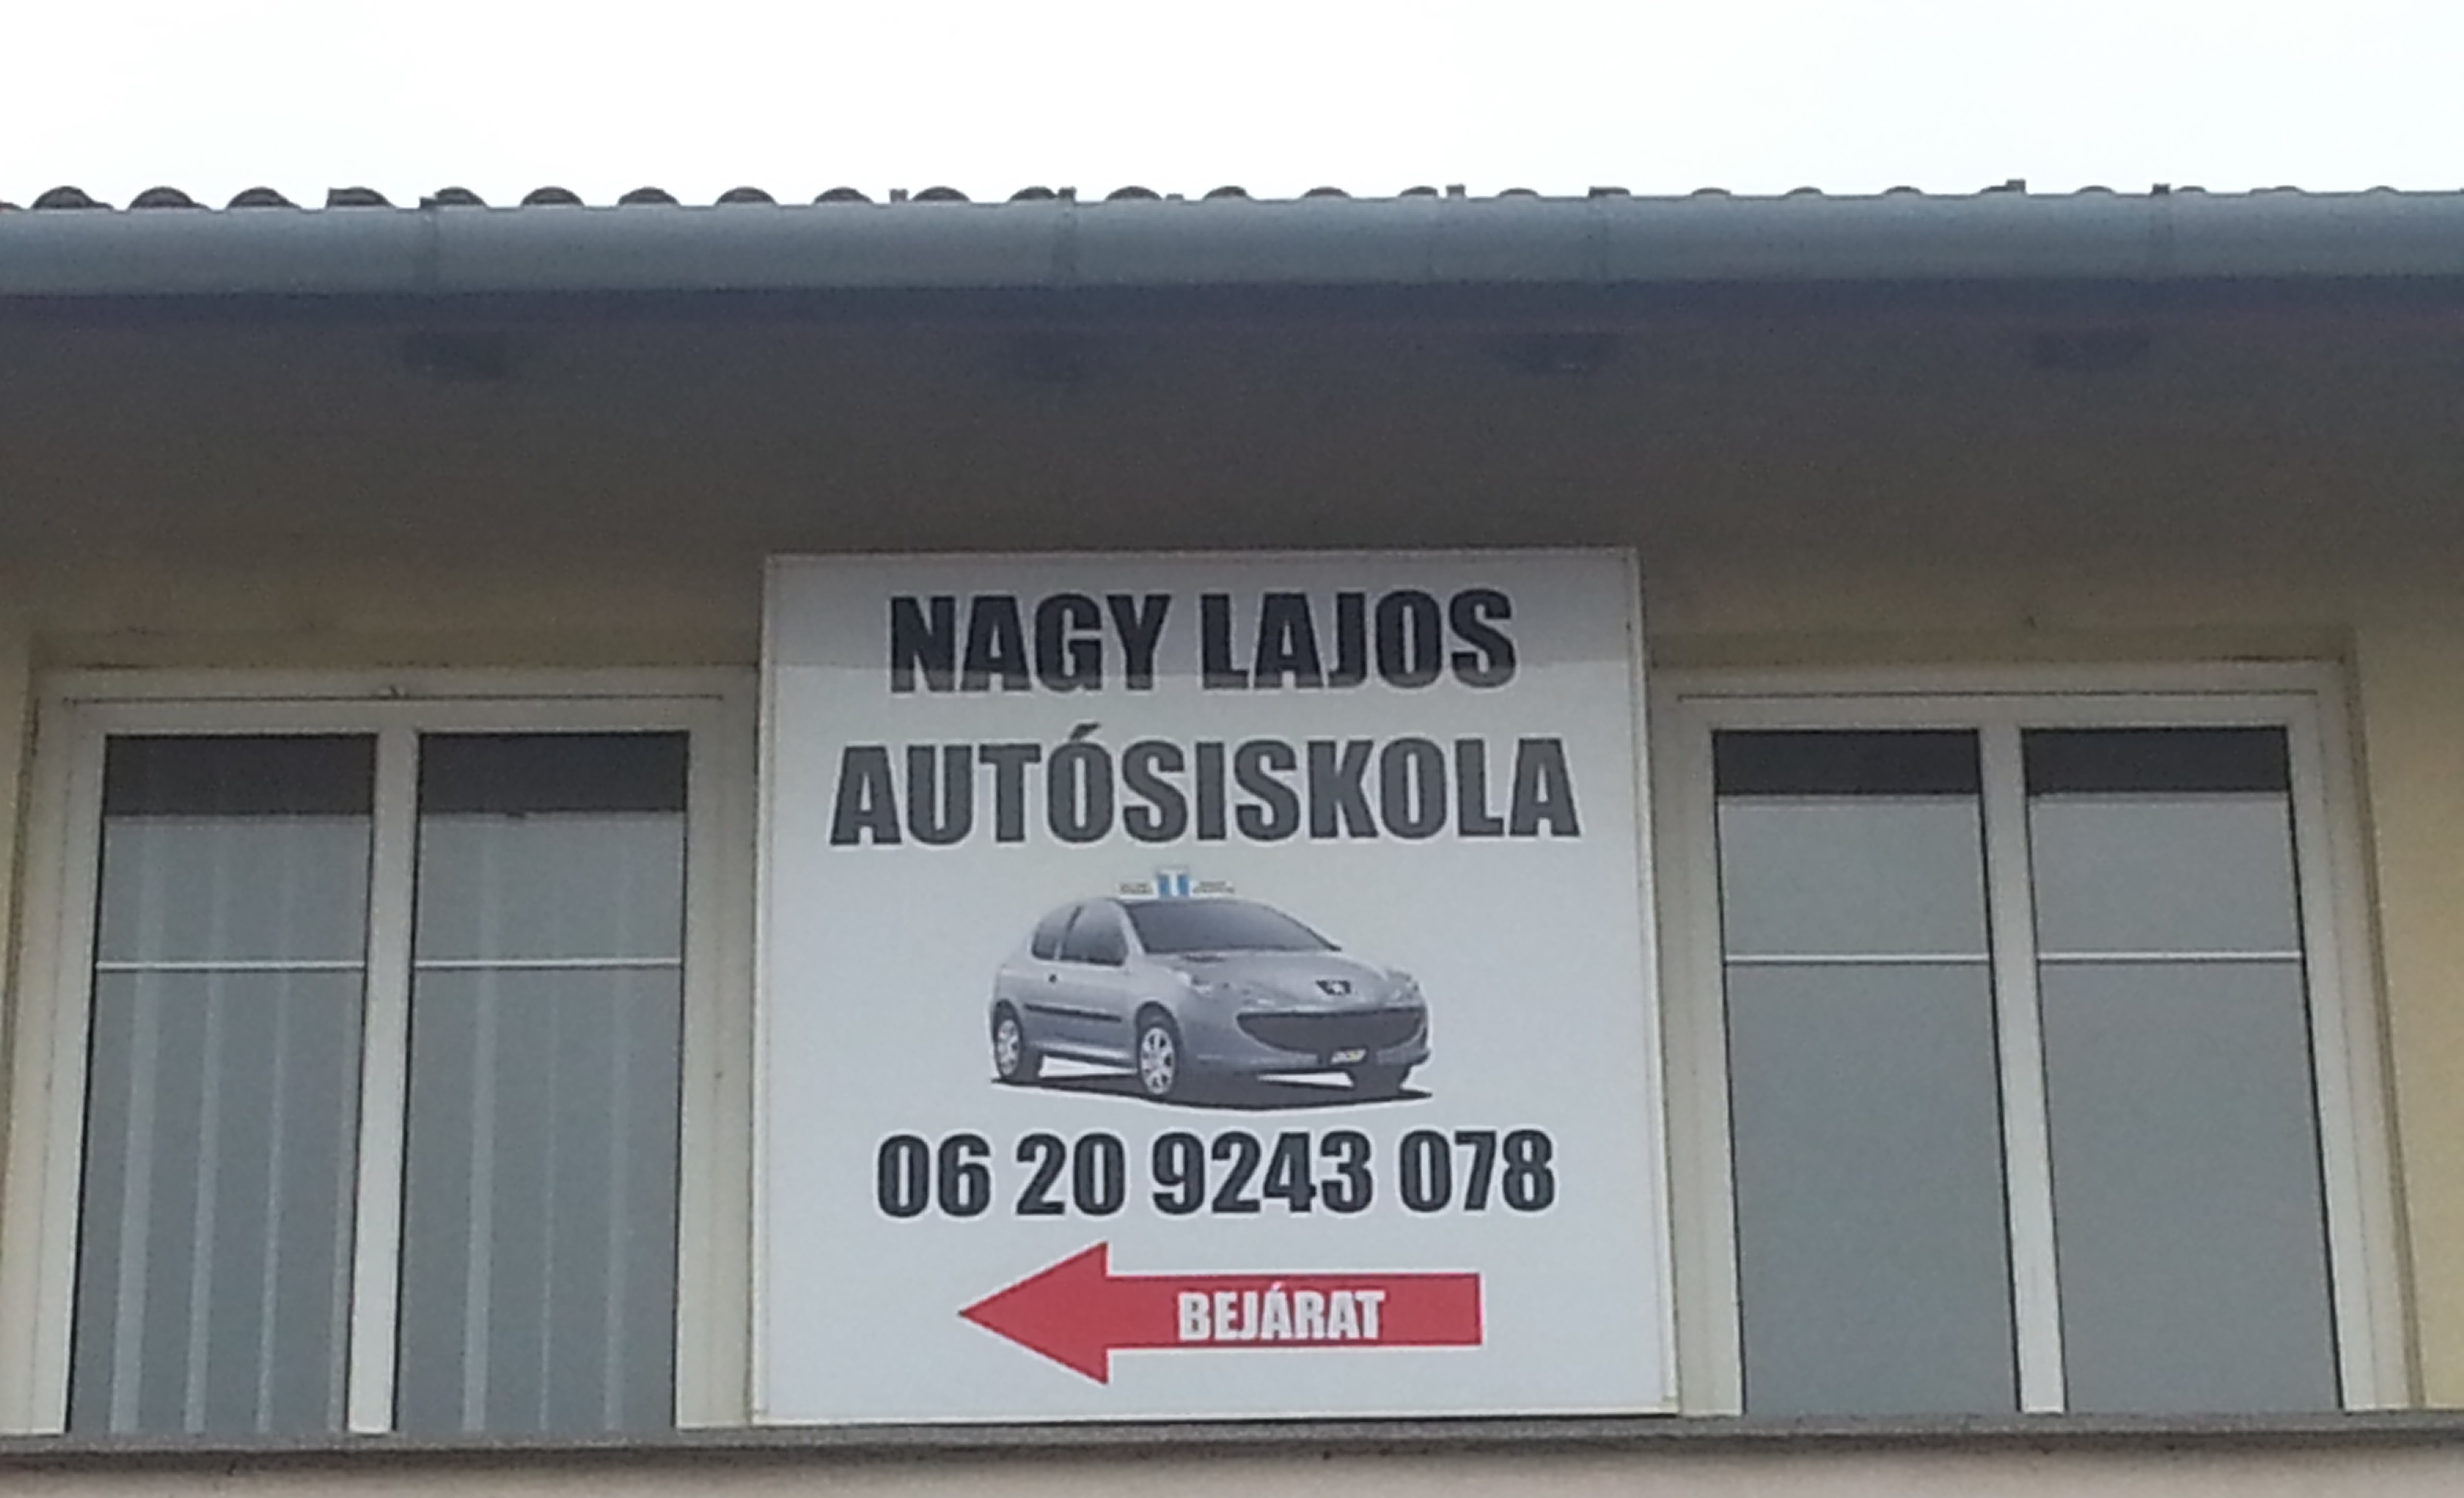 NAGY LAJOS
AUTÓSISKOLA
06 20 9243 078
BEJÁRAT